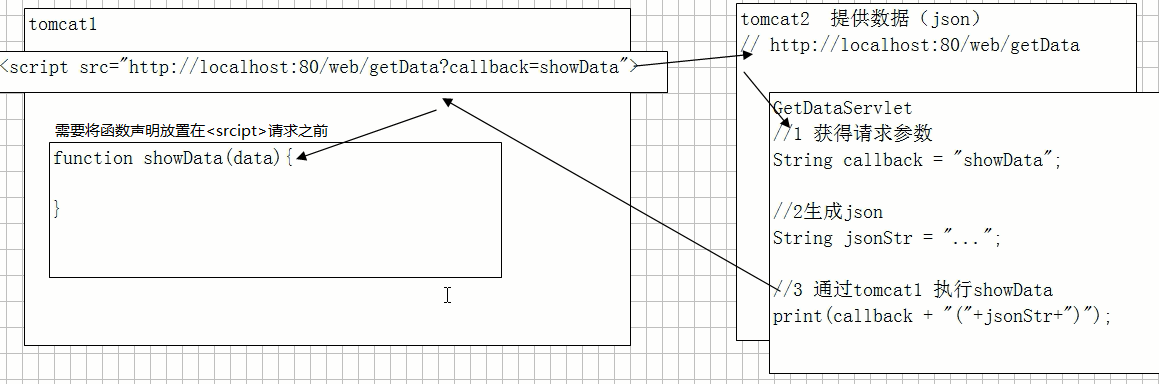 tomcat1
<script src="http://localhost:80/web/getData?callback=showData">
需要将函数声明放置在<srcipt>请求之前
function showData(data){
}
tomcat2 提供数据（json）
// http://localhost:80/web/getData
GetDataServlet
//1 获得请求参数
String callback = "showData";
//2生成json
String jsonStr = "...";
//3 通过tomcat1 执行showData
print(callback + "("+jsonStr+")");